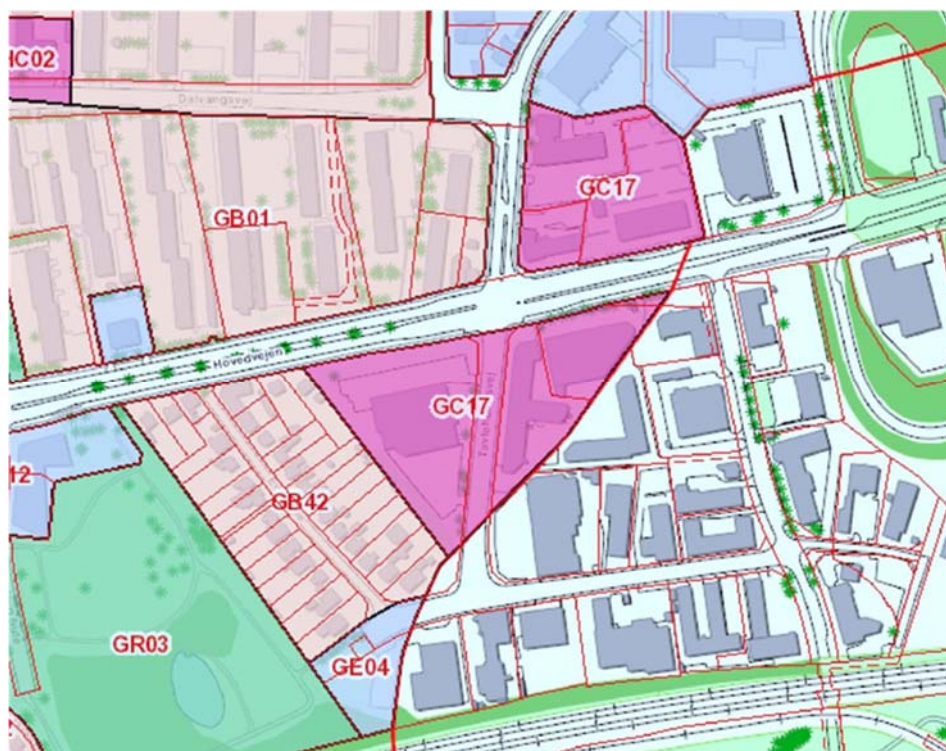 HC02
Dalvangsvej
GC17
GB01
Hovedvejen
GC17
12
GB42
GR03
GE04